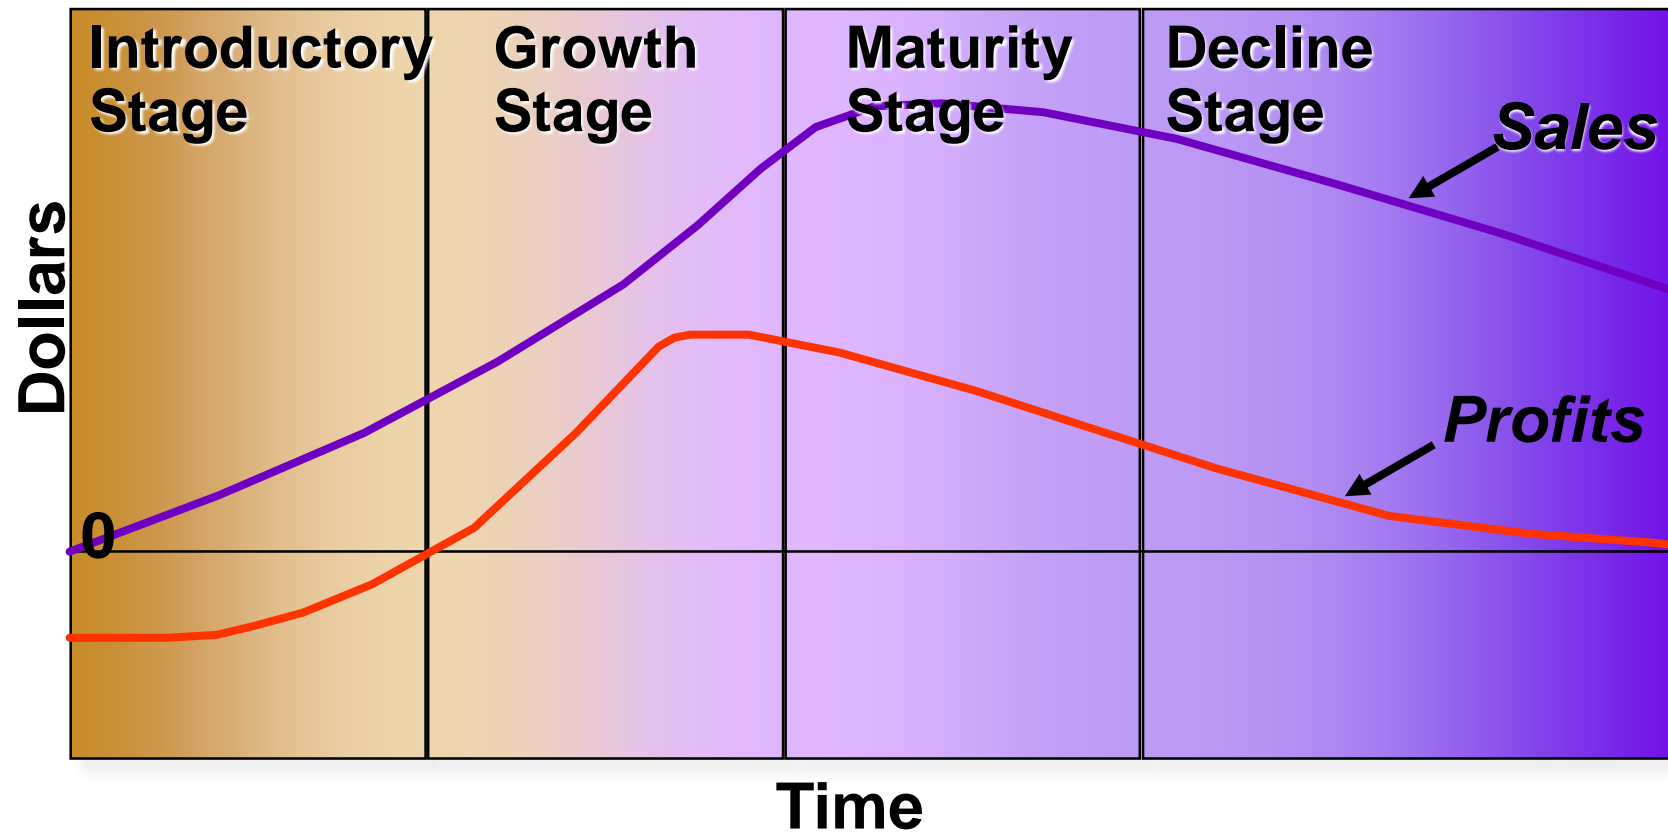 Introductory
Stage
Growth
Stage
Maturity
Stage
Decline
Stage
Sales
Profits
Dollars
0
Time